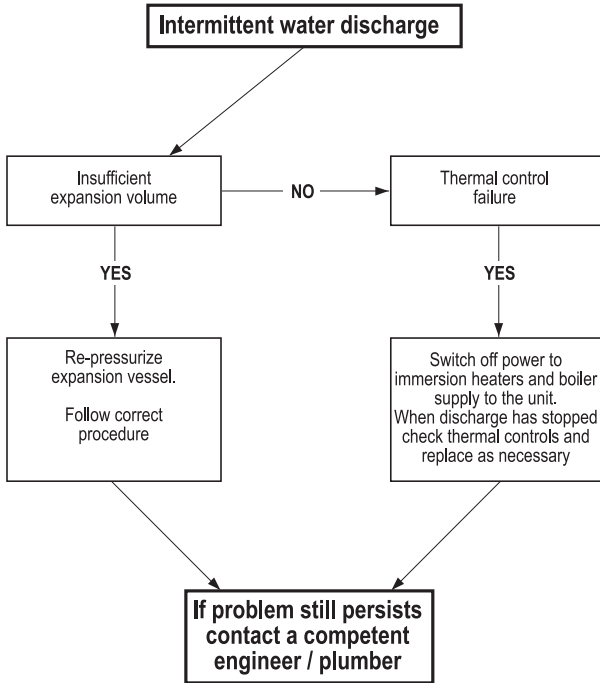 Intermittent water discharge
Insufficient
expansion volume
NO
Thermal control
failure
YES
YES
Re-pressurize
expansion vessel.
Follow correct
procedure
Switch off power to
immersion heaters and boiler
supply to the unit.
When discharge has stopped
check thermal controls and
replace as necessary
If problem still persists
contact a competent
engineer / plumber